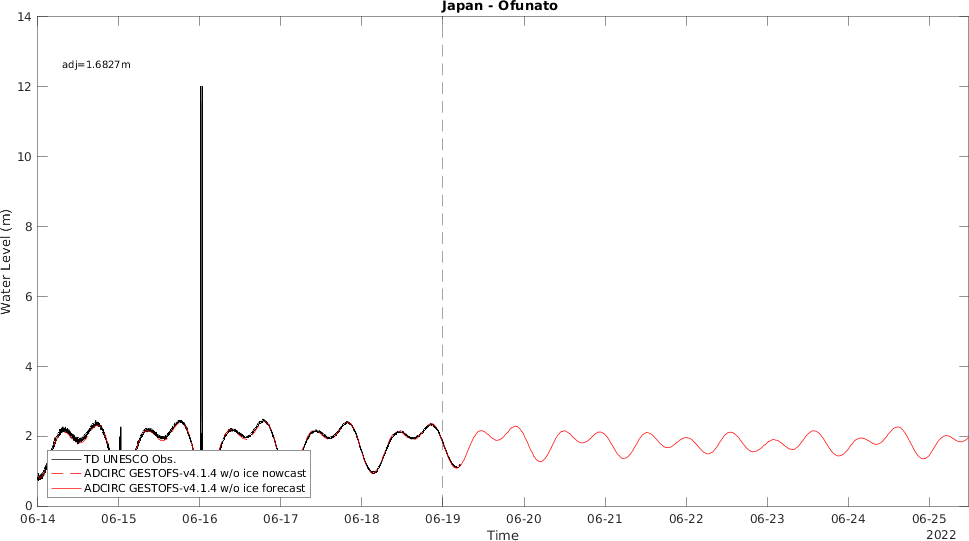 Japan - Ofunato
14
12
10
8
6
4
2
0
adj=1.6827m
Water Level (m)
TD UNESCO Obs.
ADCIRC GESTOFS-v4.1.4 w/o ice nowcast
ADCIRC GESTOFS-v4.1.4 w/o ice forecast
06-14 06-15 06-16 06-17 06-18 06-19 06-20 06-21 06-22 06-23 06-24 06-25
Time
2022